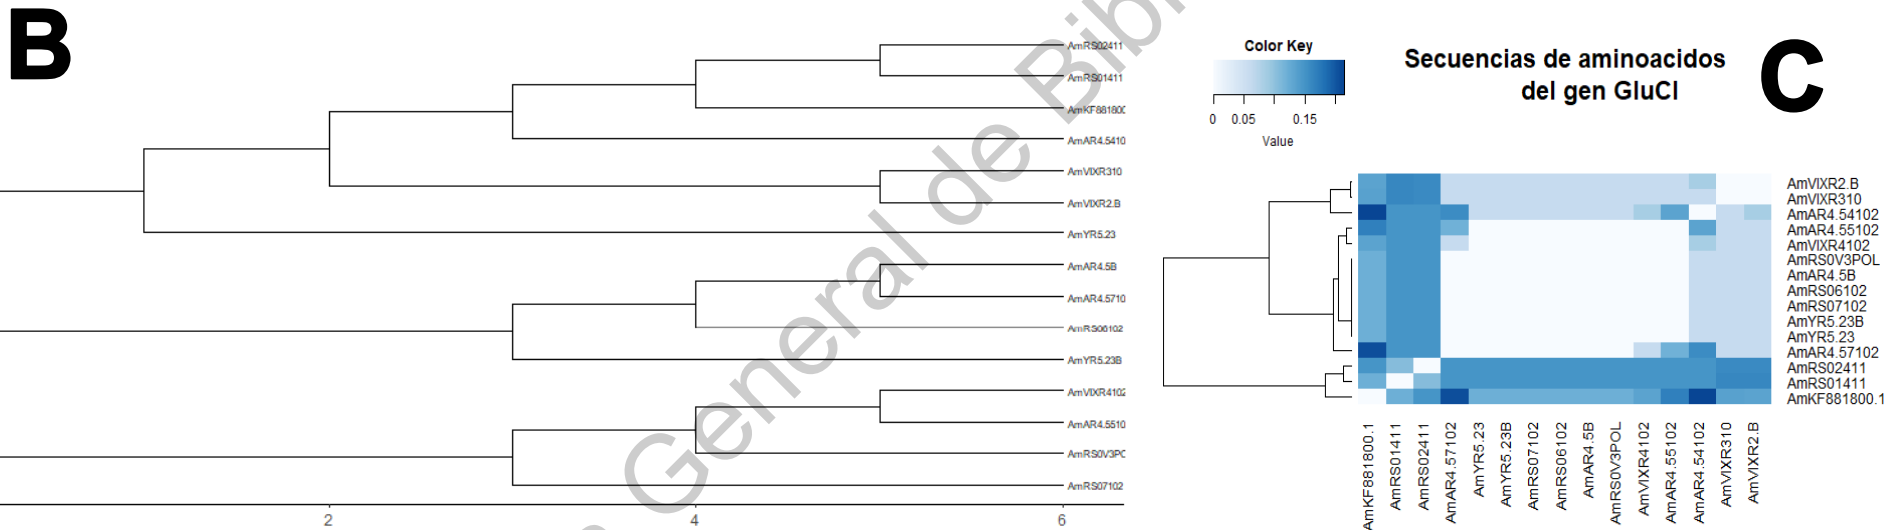 B
AmRS02411
AmRS01411
AmKF88180
AmAR4.5410
AmVIXR310
AmVIXR2.B
AmYR5.23
AmAR4.5B
AmAR4.5710
AmRS06102
AmYR5.23B
AmVIXR4102
AmAR4.5510
AmRS0V3PC
AmRS07102
2
4
6
General de Bibl
Color Key
0 0.05 0.15
Value
Secuencias de aminoacidos
del gen GluCl
C
AmVIXR2.B
AmVIXR310
AmAR4.54102
AmAR4.55102
AmVIXR4102
AmRS0V3POL
AmAR4.5B
AmRS06102
AmRS07102
AmYR5.23B
AmYR5.23
AmAR4.57102
AmRS02411
AmRS01411
AmKF881800.1
AmKF881800.1
AmRS01411
AmRS02411
AmAR4.57102
AmYR5.23
AmYR5.23B
AmRS07102
AmRS06102
AmAR4.5B
AmRS0V3POL
AmVIXR4102
AmAR4.55102
AmAR4.54102
AmVIXR310
AmVIXR2.B